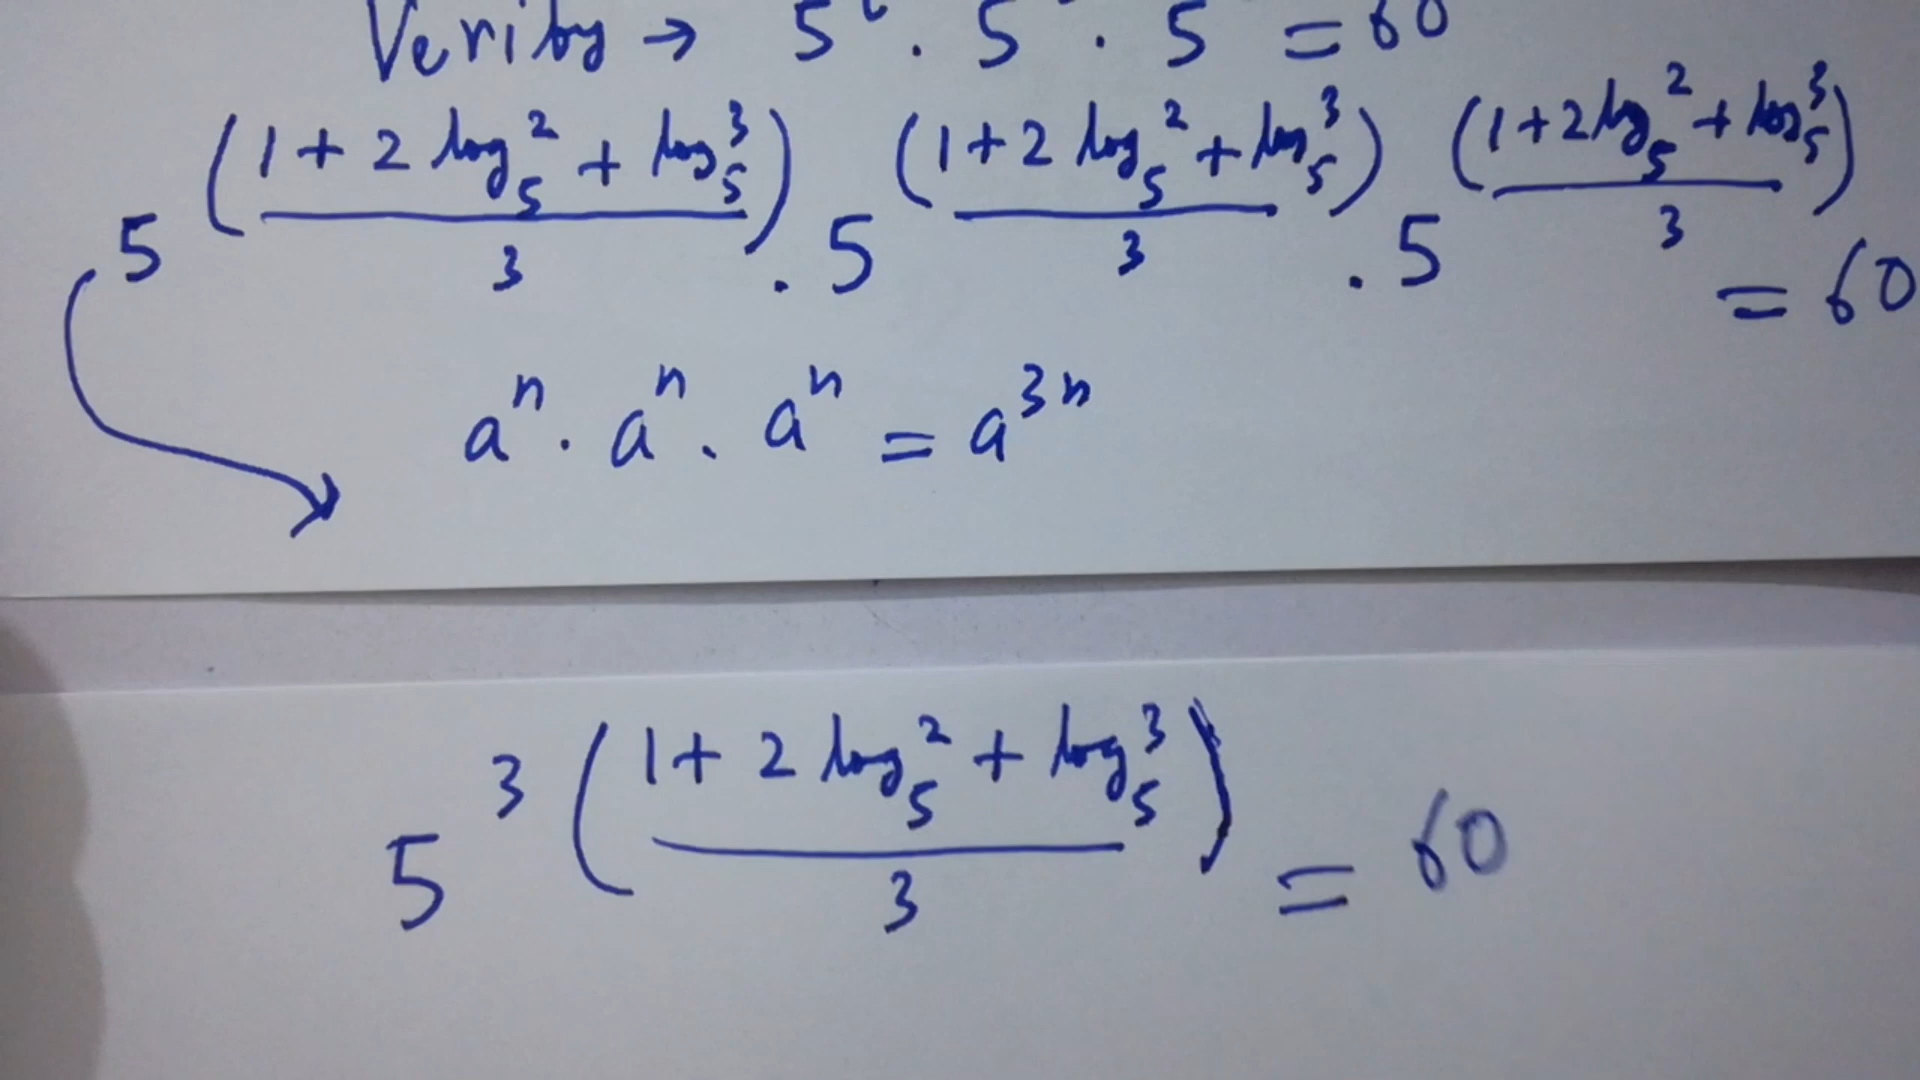 Verify → 5 . 5 . 5 = 60
5^((1 + 2 log_5 2 + log_5 3)/3) . 5^((1 + 2 log_5 2 + log_5 3)/3) . 5^((1 + 2 log_5 2 + log_5 3)/3) = 60
a^n . a^n . a^n = a^(3n)
5^(3((1 + 2 log_5 2 + log_5 3)/3)) = 60